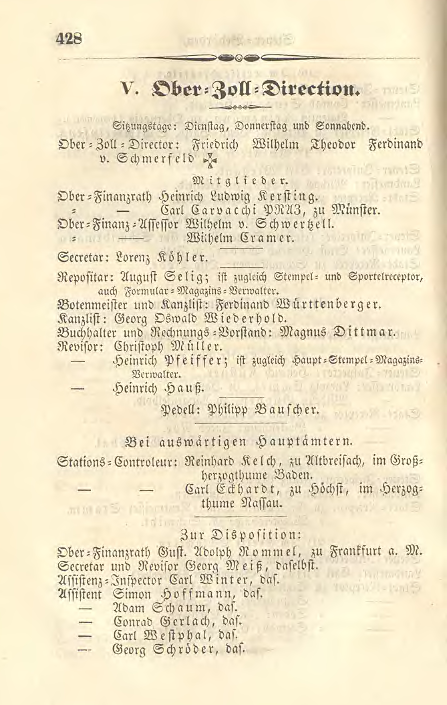 428
V. Ober-Zoll-Direction.
Sitzungstage: Dienstag, Donnerstag und Sonnabend.
Ober-Zoll-Director: Friedrich Wilhelm Theodor Ferdinand
v. Schmerfeld
Mitglieder.
Ober-Finanzrath Heinrich Ludwig Kersting.
„ — Carl Carvacchi PRA3, zu Münster.
Ober-Finanz-Assessor Wilhelm v. Schwertzell.
„ — Wilhelm Cramer.
Secretar: Lorenz Köhler.
Repositar: August Selig; ist zugleich Stempel- und Sportelreceptor,
auch Formular-Magazins-Verwalter.
Botenmeister und Kanzlist: Ferdinand Württenberger.
Kanzlist: Georg Oswald Wiederhold.
Buchhalter und Rechnungs-Vorstand: Magnus Dittmar.
Revisor: Christoph Müller.
— Heinrich Pfeiffer; ist zugleich Haupt-Stempel-Magazins-
Verwalter.
— Heinrich Hauß.
Pedell: Philipp Bauscher.
Bei auswärtigen Hauptämtern.
Stations-Controleur: Reinhard Kelch, zu Altbreisach, im Groß-
herzogthume Baden.
— — Carl Eckhardt, zu Höchst, im Herzog-
thume Nassau.
Zur Disposition:
Ober-Finanzrath Gust. Adolph Rommel, zu Frankfurt a. M.
Secretar und Revisor Georg Meiß, daselbst.
Assistenz-Inspector Carl Winter, das.
Assistent Simon Hoffmann, das.
— Adam Schaum, das.
— Conrad Gerlach, das.
— Carl Westphal, das.
— Georg Schröder, das.